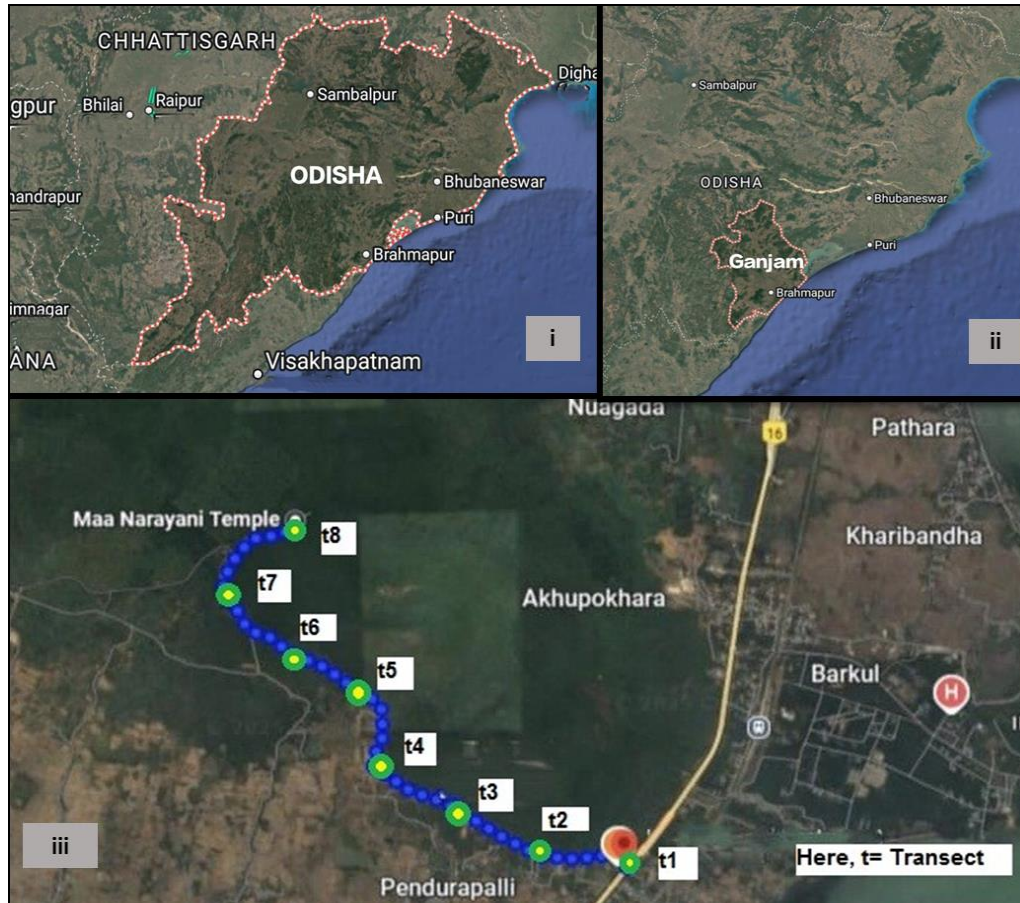 CHHATTISGARH
Digha
gpur
Bhilai
Raipur
Sambalpur
ODISHA
handrapur
Bhubaneswar
Puri
Brahmapur
imnagar
ANA
Visakhapatnam
i
Sambalpur
ODISHA
Bhubaneswar
Puri
Ganjam
Brahmapur
ii
Nuagada
16
Pathara
Maa Narayani Temple
t8
Kharibandha
t7
Akhupokhara
t6
t5
Barkul
H
t4
t3
t2
iii
t1
Here, t= Transect
Pendurapalli